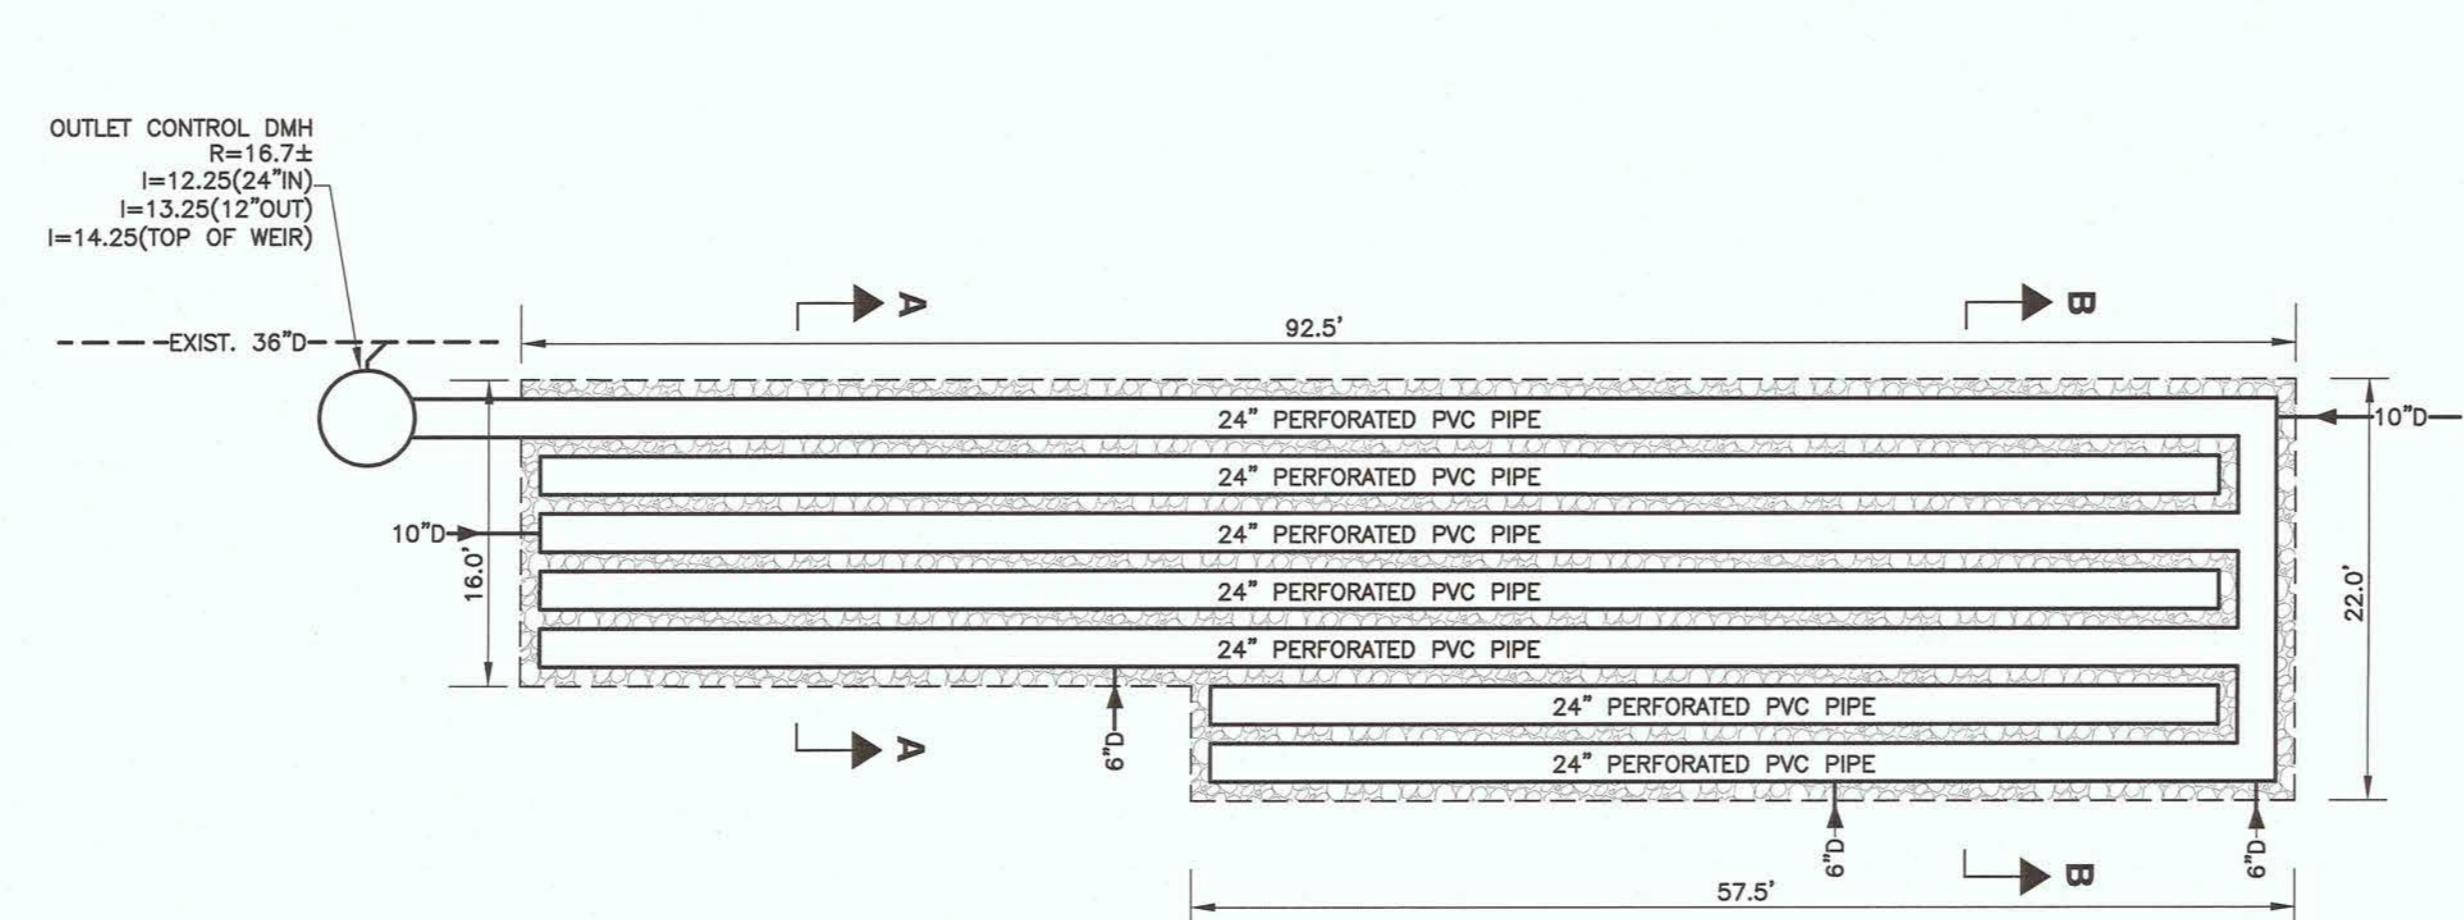 OUTLET CONTROL DMH
R=16.7±
I=12.25(24"IN)
I=13.25(12"OUT)
I=14.25(TOP OF WEIR)
A
B
92.5'
EXIST. 36"D
24" PERFORATED PVC PIPE
10"D
24" PERFORATED PVC PIPE
10"D
24" PERFORATED PVC PIPE
16.0'
24" PERFORATED PVC PIPE
22.0'
24" PERFORATED PVC PIPE
24" PERFORATED PVC PIPE
A
6"D
24" PERFORATED PVC PIPE
6"D
6"D
B
57.5'